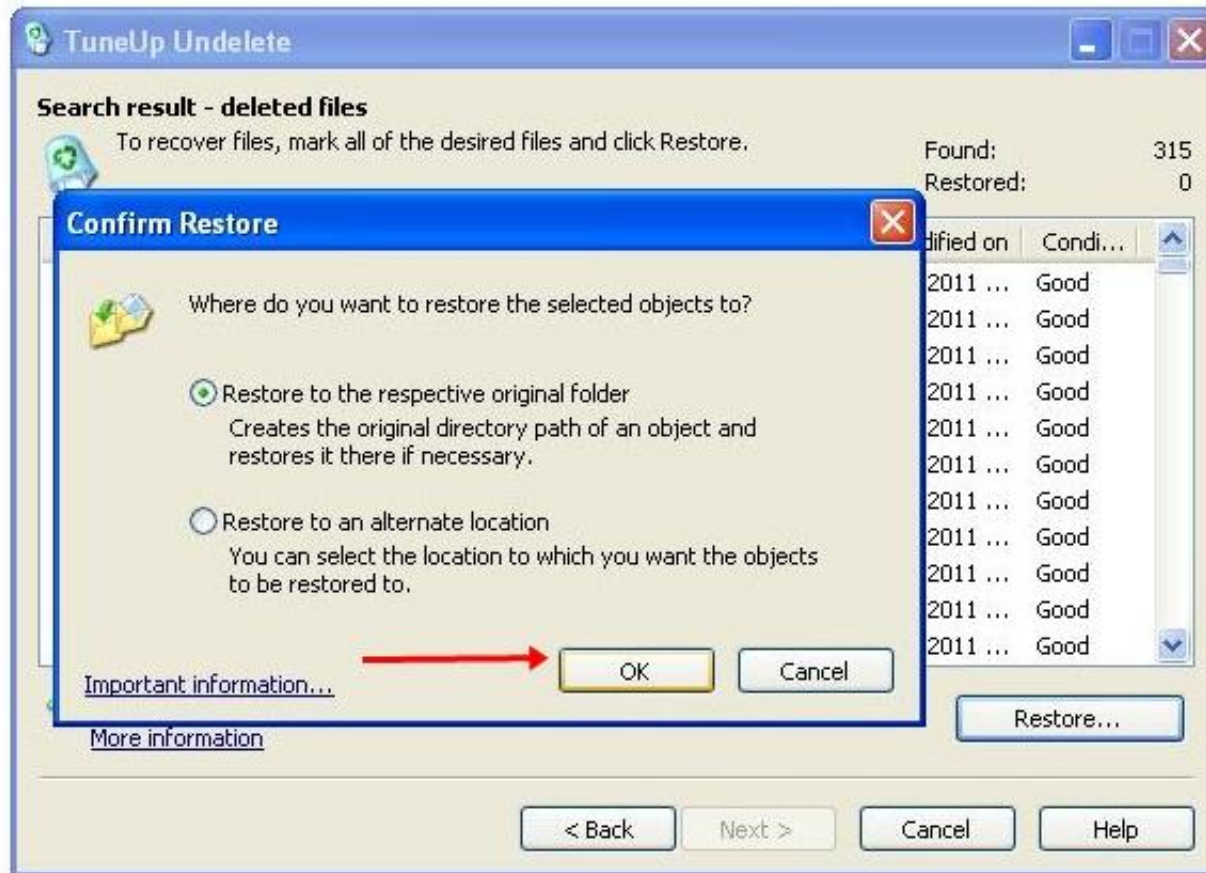 TuneUp Undelete
Search result - deleted files
To recover files, mark all of the desired files and click Restore.
Found: 315
Restored: 0
Confirm Restore
dified on Condi...
Where do you want to restore the selected objects to?
Restore to the respective original folder
Creates the original directory path of an object and
restores it there if necessary.
Restore to an alternate location
You can select the location to which you want the objects
to be restored to.
2011 ... Good
2011 ... Good
2011 ... Good
2011 ... Good
2011 ... Good
2011 ... Good
2011 ... Good
2011 ... Good
2011 ... Good
2011 ... Good
2011 ... Good
OK Cancel
Important information...
More information
Restore...
< Back Next > Cancel Help